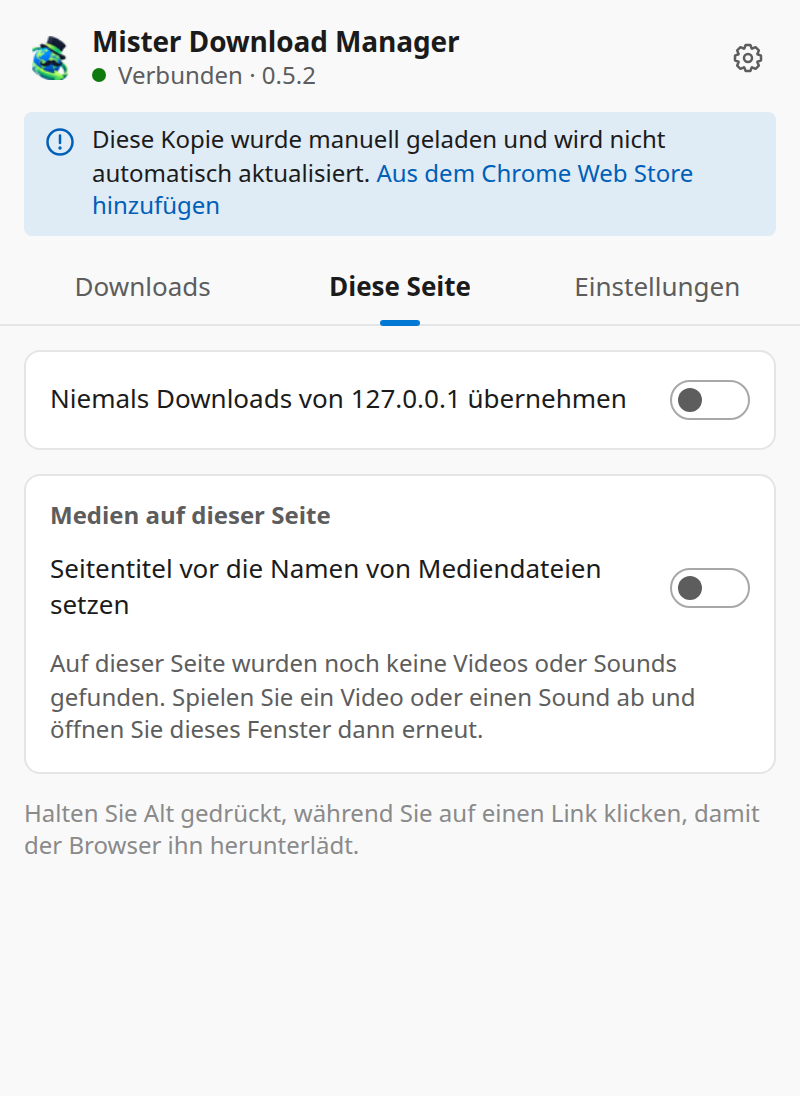 Mister Download Manager
Verbunden · 0.5.2
Diese Kopie wurde manuell geladen und wird nicht
automatisch aktualisiert. Aus dem Chrome Web Store
hinzufügen
Downloads
Diese Seite
Einstellungen
Niemals Downloads von 127.0.0.1 übernehmen
Medien auf dieser Seite
Seitentitel vor die Namen von Mediendateien
setzen
Auf dieser Seite wurden noch keine Videos oder Sounds
gefunden. Spielen Sie ein Video oder einen Sound ab und
öffnen Sie dieses Fenster dann erneut.
Halten Sie Alt gedrückt, während Sie auf einen Link klicken, damit
der Browser ihn herunterlädt.